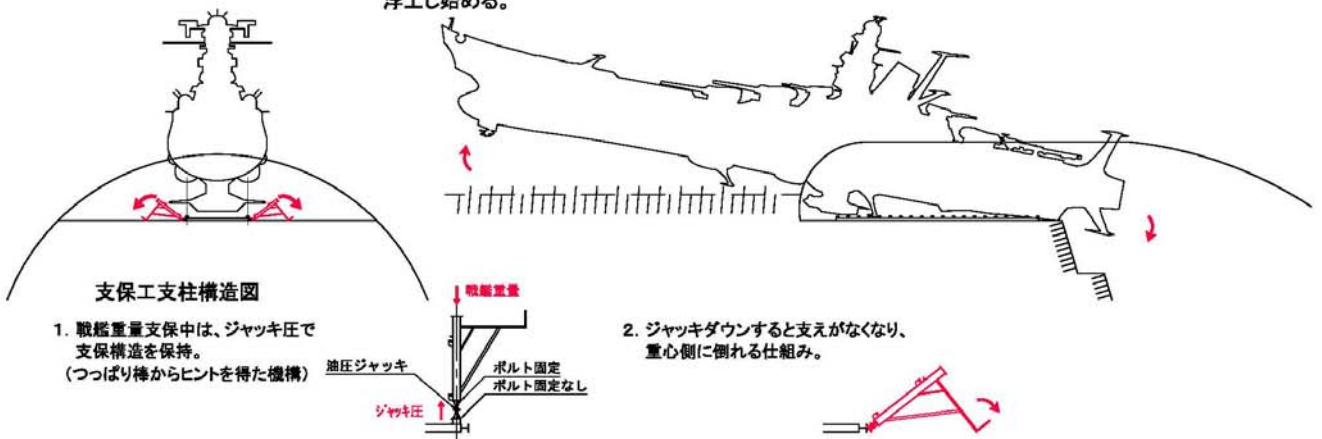 浮上し始める。
支保工支柱構造図
1. 戦艦重量支保中は、ジャッキ圧で
支保構造を保持。
(つっぱり棒からヒントを得た機構)
戦艦重量
油圧ジャッキ
ボルト固定
ボルト固定なし
ジャッキ圧
2. ジャッキダウンすると支えがなくなり、
重心側に倒れる仕組み。